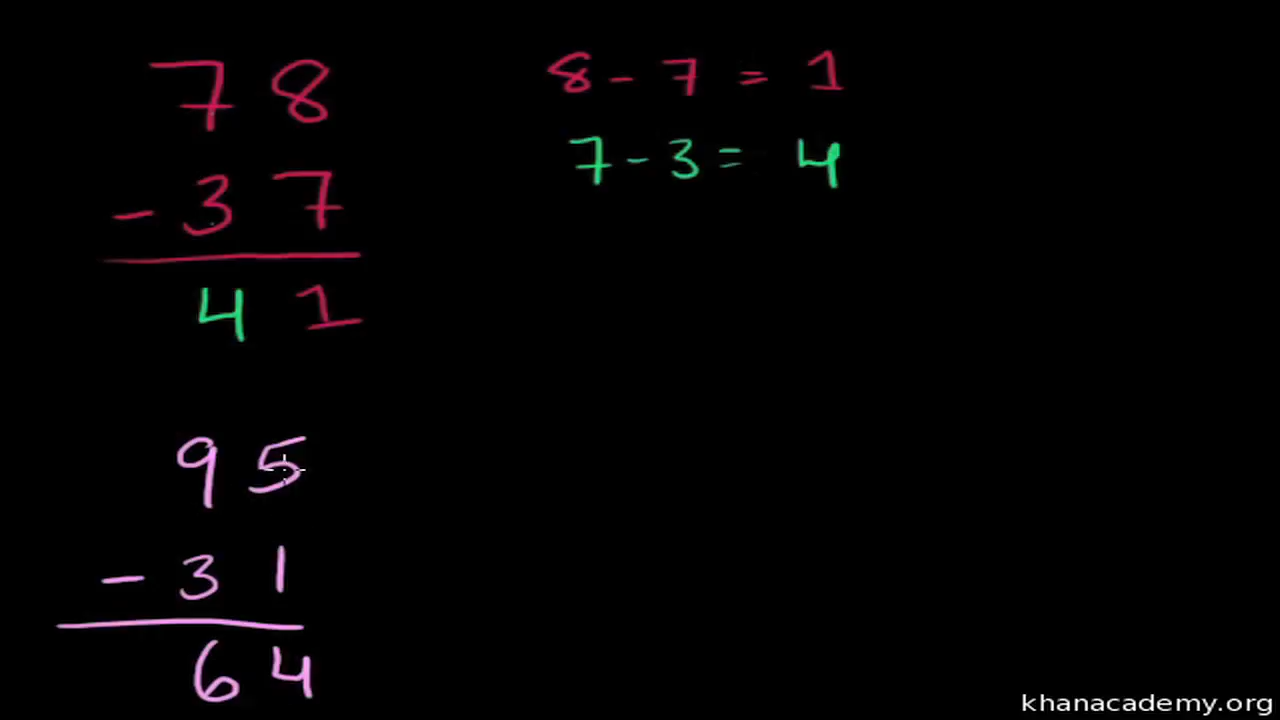 78 8 - 7 = 1
7 - 3 = 4
- 37
41
95
- 31
64
khanacademy.org